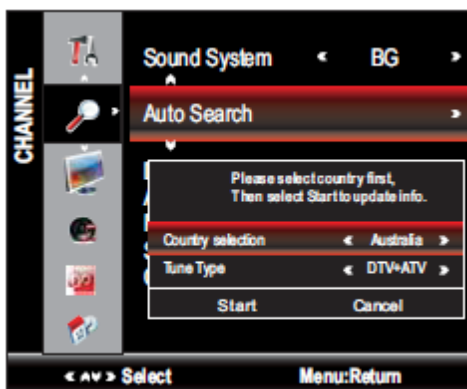 CHANNEL
Sound System BG
Auto Search
Please select country first,
Then select Start to update info.
Country selection Australia
Tune Type DTV+ATV
Start Cancel
Select Menu:Return